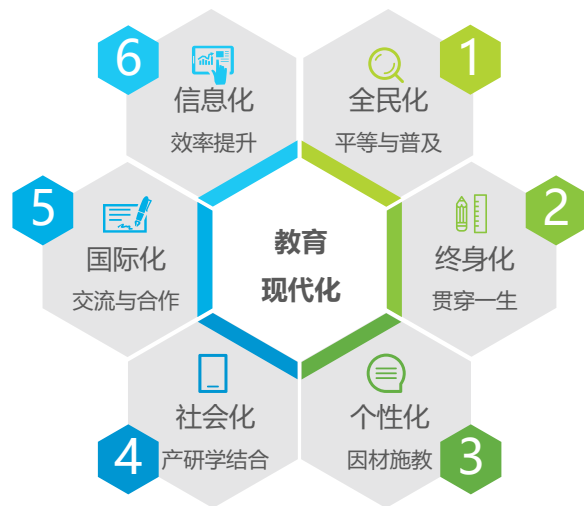 教育
现代化
1
全民化
平等与普及
2
终身化
贯穿一生
3
个性化
因材施教
4
社会化
产研学结合
5
国际化
交流与合作
6
信息化
效率提升